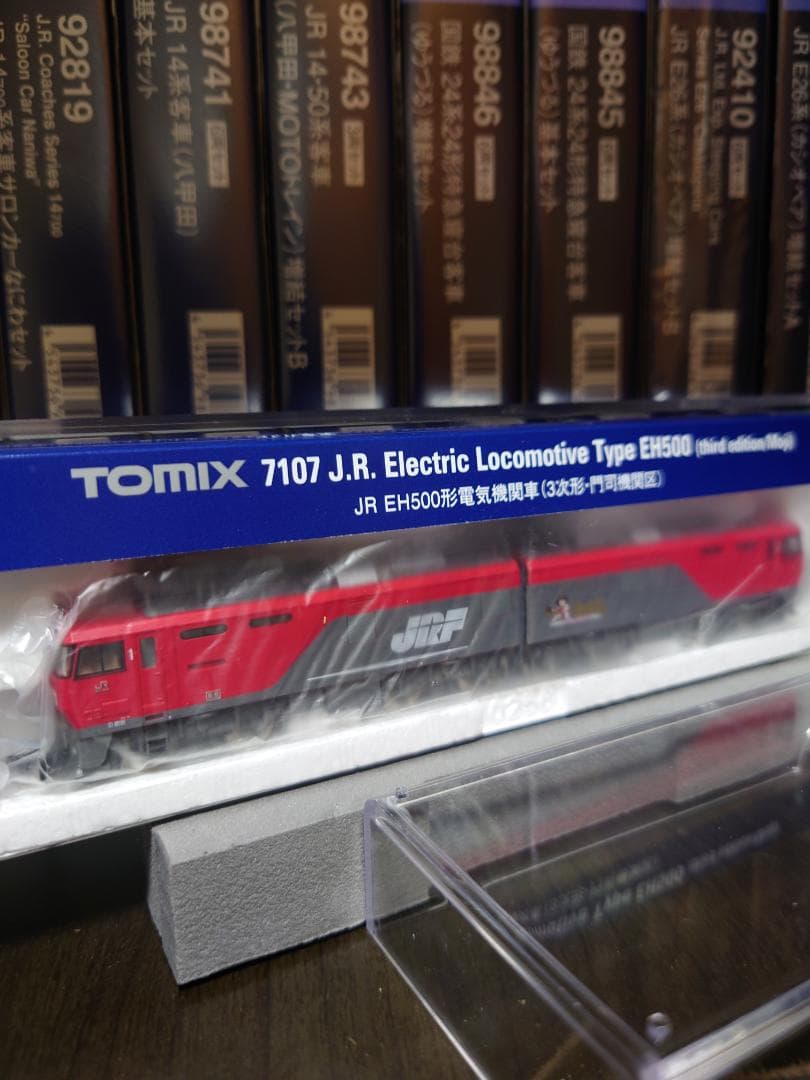 92819
J.R. Coaches Series 14700
"Saloon Car Naniwa"
98741
JR 14系客車(八甲田)
基本セット
98743
JR 14-50系客車
(八甲田・MOTOトレイン)増結セットB
98846
国鉄 24系24形特急寝台客車
(ゆうづる)増結セット
98845
国鉄 24系24形特急寝台客車
(ゆうづる)基本セット
92410
JR E26系(カシオペア)増結セットB
JR E26系(カシオペア)増結セットA
TOMIX 7107 J.R. Electric Locomotive Type EH500 (third edition/Moji)
JR EH500形電気機関車(3次形・門司機関区)
JRF
JR